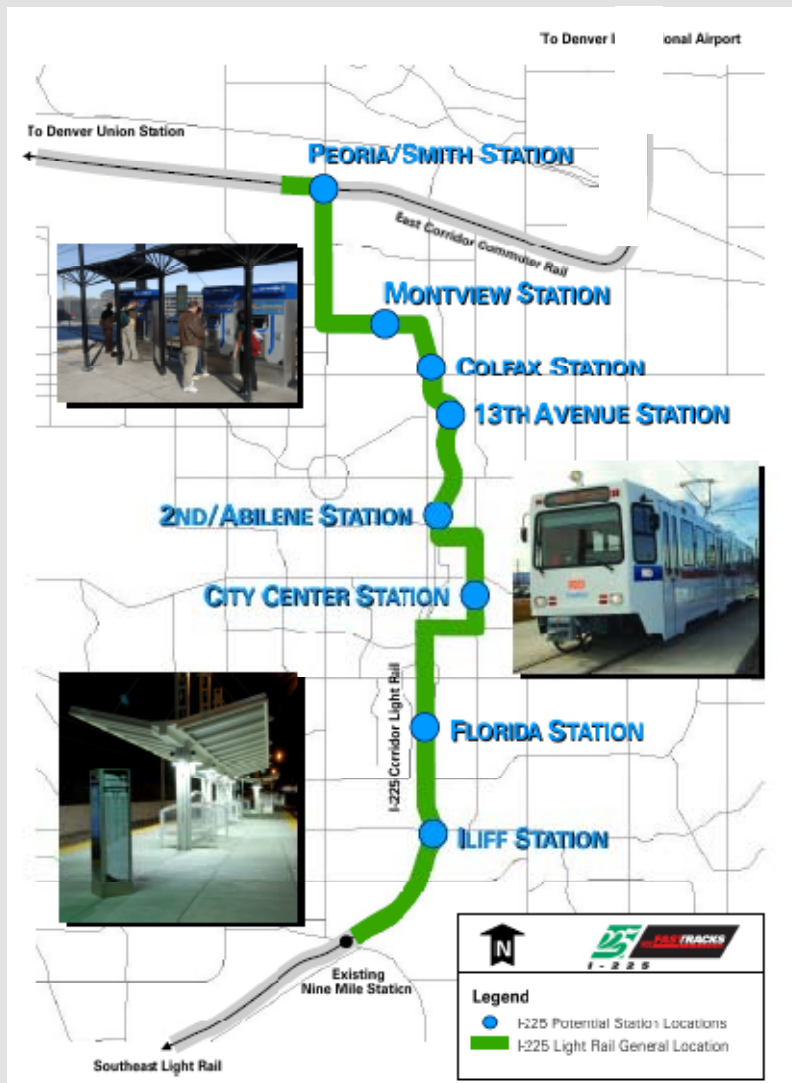 To Denver I onal Airport
To Denver Union Station
PEORIA/SMITH STATION
East Corridor Commuter Rail
MONTVIEW STATION
COLFAX STATION
13TH AVENUE STATION
2ND/ABILENE STATION
CITY CENTER STATION
I-225 Corridor Light Rail
FLORIDA STATION
ILIFF STATION
Existing
Nine Mile Station
Southeast Light Rail
N
225 FASTRACKS
I-225
Legend
I-225 Potential Station Locations
I-225 Light Rail General Location